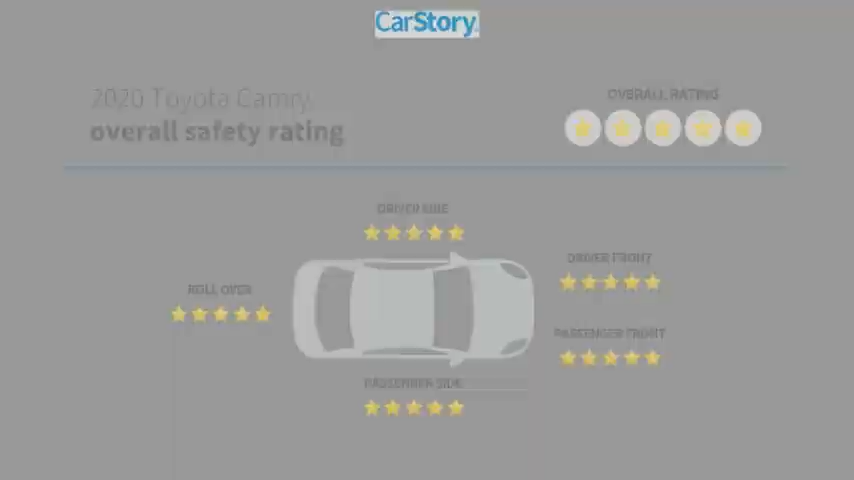 CarStory
2020 Toyota Camry
overall safety rating
OVERALL RATING
DRIVER SIDE
DRIVER FRONT
ROLL OVER
PASSENGER FRONT
PASSENGER SIDE